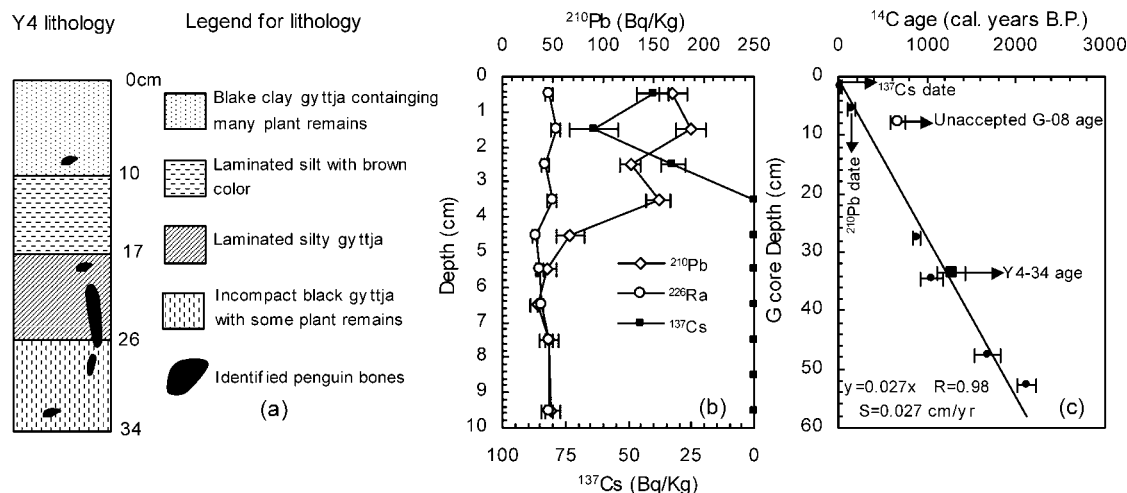 Y4 lithology
Legend for lithology
0cm
10
17
26
34
Blake clay gyttja containging
many plant remains
Laminated silt with brown
color
Laminated silty gyttja
Incompact black gyttja
with some plant remains
Identified penguin bones
(a)
²¹⁰Pb (Bq/Kg)
0 50 100 150 200 250
Depth (cm)
0
1
2
3
4
5
6
7
8
9
10
²¹⁰Pb
²²⁶Ra
¹³⁷Cs
(b)
100 75 50 25 0
¹³⁷Cs (Bq/Kg)
¹⁴C age (cal. years B.P.)
0 1000 2000 3000
G core Depth (cm)
0
10
20
30
40
50
60
¹³⁷Cs date
Unaccepted G-08 age
²¹⁰Pb date
Y4-34 age
y=0.027x R=0.98
S=0.027 cm/yr
(c)